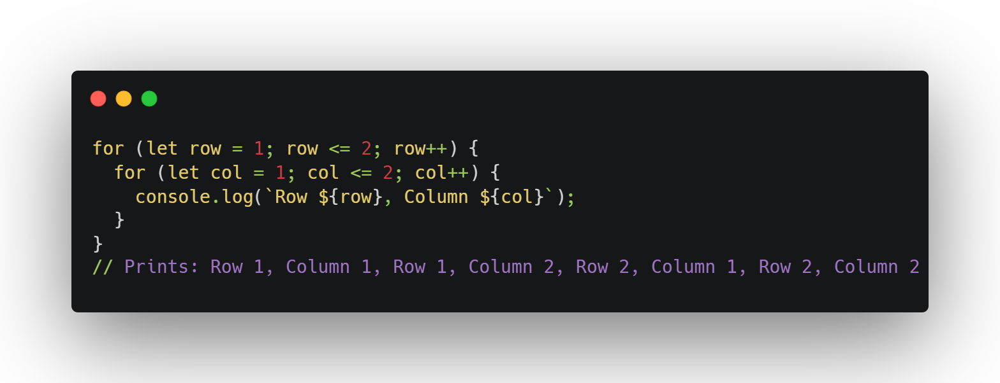 for (let row = 1; row <= 2; row++) {
  for (let col = 1; col <= 2; col++) {
    console.log(`Row ${row}, Column ${col}`);
  }
}
// Prints: Row 1, Column 1, Row 1, Column 2, Row 2, Column 1, Row 2, Column 2